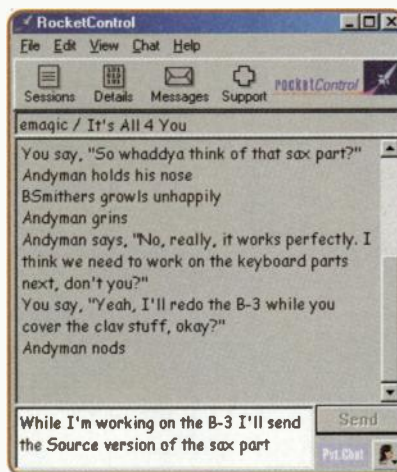 RocketControl
File Edit View Chat Help
Sessions Details Messages Support rocketControl
emagic / It's All 4 You
You say, "So whaddya think of that sax part?"
Andyman holds his nose
BSmithers growls unhappily
Andyman grins
Andyman says, "No, really, it works perfectly. I
think we need to work on the keyboard parts
next, don't you?"
You say, "Yeah, I'll redo the B-3 while you
cover the clav stuff, okay?"
Andyman nods
While I'm working on the B-3 I'll send
the Source version of the sax part
Send
Pvt. Chat